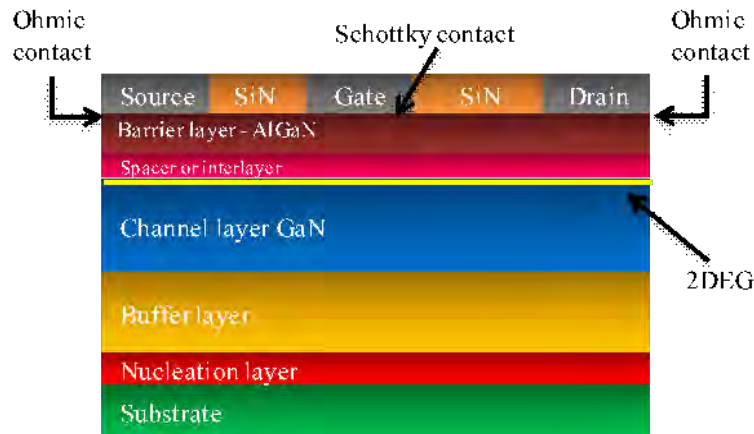 Ohmic
contact
Schottky contact
Ohmic
contact
Source SiN Gate SiN Drain
Barrier layer - AlGaN
Spacer or interlayer
Channel layer GaN
2DEG
Buffer layer
Nucleation layer
Substrate